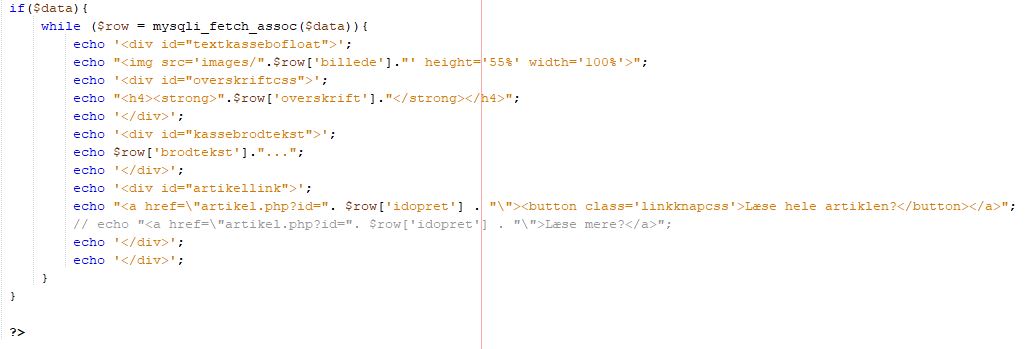 if($data){
while ($row = mysqli_fetch_assoc($data)){
echo '<div id="textkassebofloat">';
echo "<img src='images/".$row['billede']."' height='55%' width='100%'>";
echo '<div id="overskriftcss">';
echo "<h4><strong>".$row['overskrift']."</strong></h4>";
echo '</div>';
echo '<div id="kassebrodtekst">';
echo $row['brodtekst']."...";
echo '</div>';
echo '<div id="artikellink">';
echo "<a href=\"artikel.php?id=". $row['idopret'] . "\"><button class='linkknapcss'>Læse hele artiklen?</button></a>";
// echo "<a href=\"artikel.php?id=". $row['idopret'] . "\">Læse mere?</a>";
echo '</div>';
echo '</div>';
}
}
?>